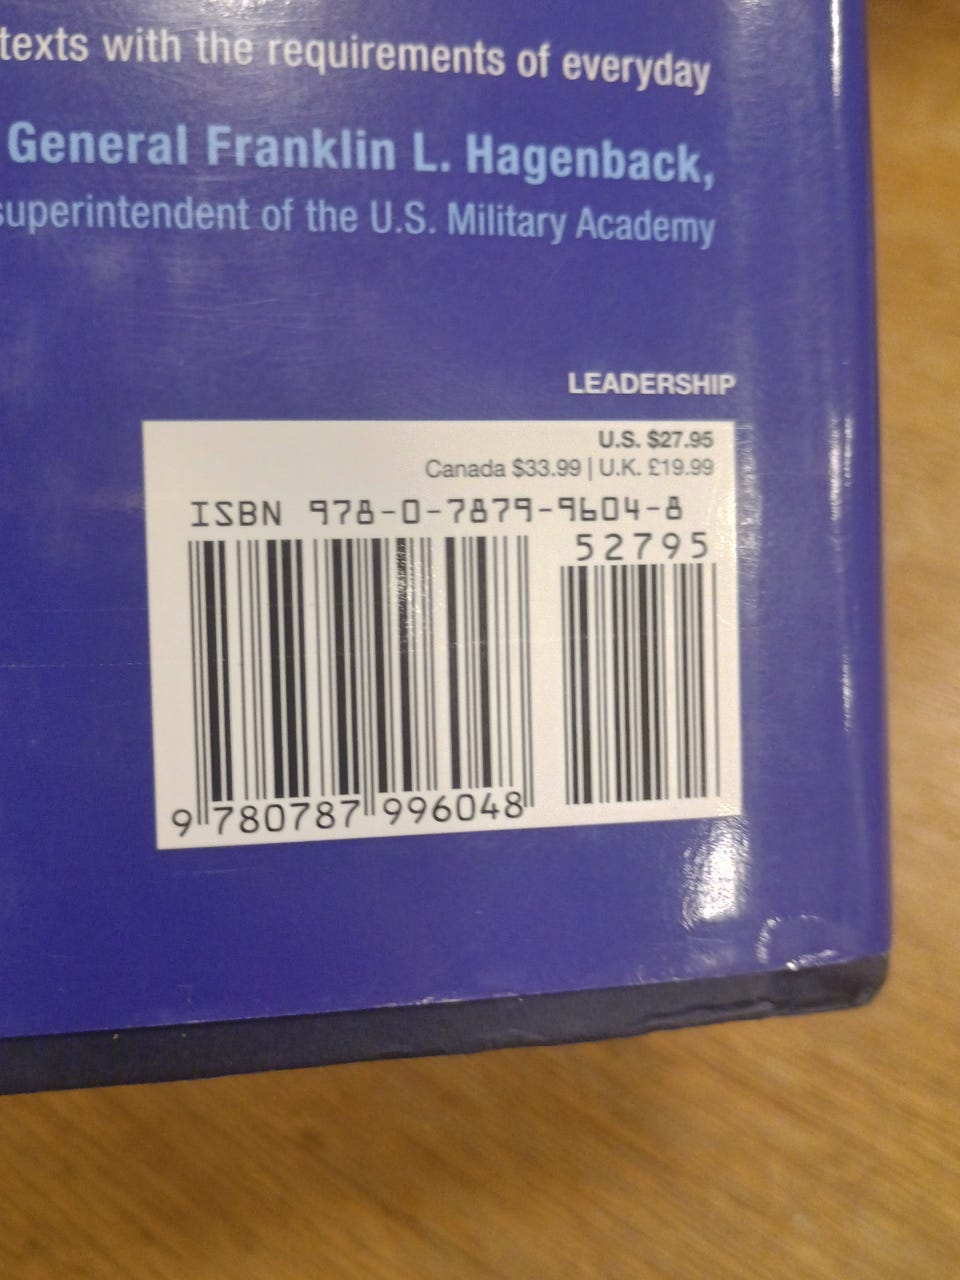 texts with the requirements of everyday
General Franklin L. Hagenback,
superintendent of the U.S. Military Academy
LEADERSHIP
U.S. $27.95
Canada $33.99 | U.K. £19.99
ISBN 978-0-7879-9604-8
52795
9 780787 996048